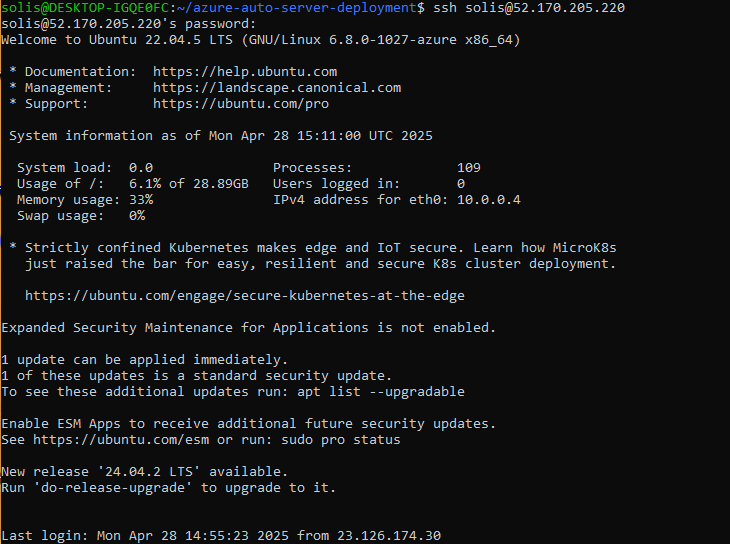 solis@DESKTOP-IGQE0FC:~/azure-auto-server-deployment$ ssh solis@52.170.205.220
solis@52.170.205.220's password:
Welcome to Ubuntu 22.04.5 LTS (GNU/Linux 6.8.0-1027-azure x86_64)

 * Documentation:  https://help.ubuntu.com
 * Management:     https://landscape.canonical.com
 * Support:        https://ubuntu.com/pro

 System information as of Mon Apr 28 15:11:00 UTC 2025

  System load:  0.0               Processes:             109
  Usage of /:   6.1% of 28.89GB   Users logged in:       0
  Memory usage: 33%               IPv4 address for eth0: 10.0.0.4
  Swap usage:   0%

 * Strictly confined Kubernetes makes edge and IoT secure. Learn how MicroK8s
   just raised the bar for easy, resilient and secure K8s cluster deployment.

   https://ubuntu.com/engage/secure-kubernetes-at-the-edge

Expanded Security Maintenance for Applications is not enabled.

1 update can be applied immediately.
1 of these updates is a standard security update.
To see these additional updates run: apt list --upgradable

Enable ESM Apps to receive additional future security updates.
See https://ubuntu.com/esm or run: sudo pro status

New release '24.04.2 LTS' available.
Run 'do-release-upgrade' to upgrade to it.


Last login: Mon Apr 28 14:55:23 2025 from 23.126.174.30